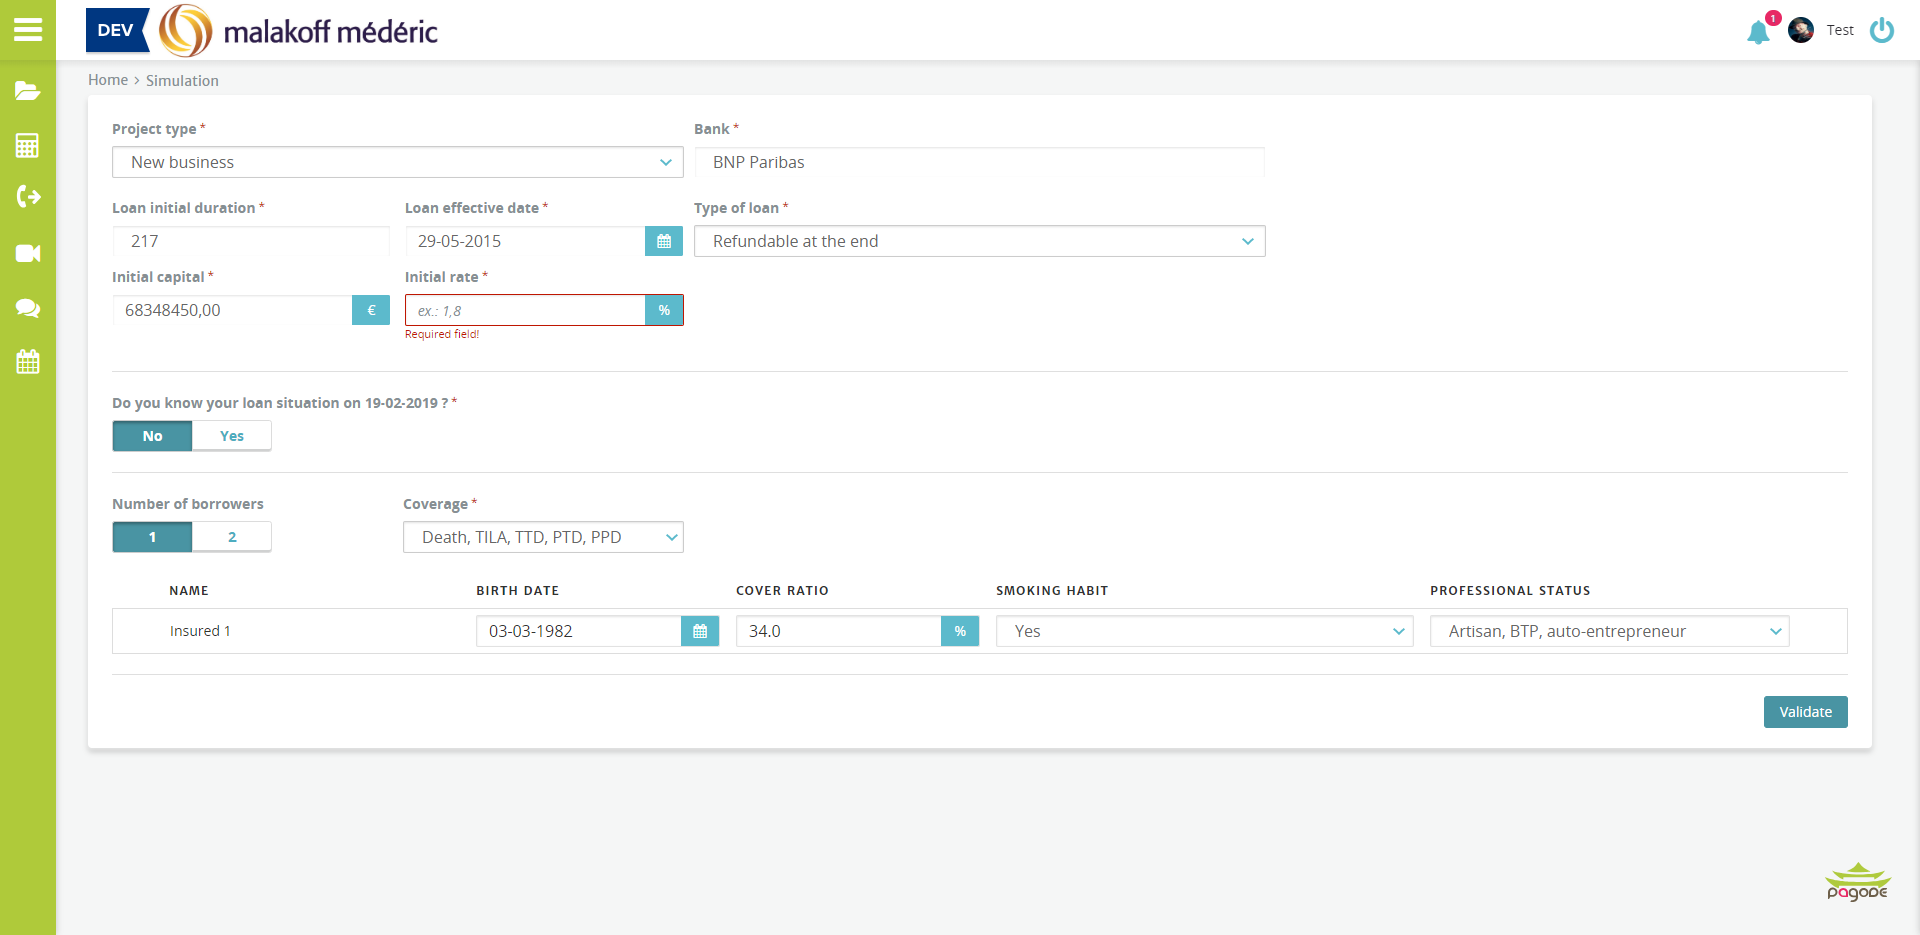 DEV
malakoff médéric
1
Test
Home > Simulation
Project type *
Bank *
New business
BNP Paribas
Loan initial duration *
Loan effective date *
Type of loan *
217
29-05-2015
Refundable at the end
Initial capital *
Initial rate *
68348450,00 €
ex.: 1,8 %
Required field!
Do you know your loan situation on 19-02-2019 ? *
No Yes
Number of borrowers
Coverage *
1 2
Death, TILA, TTD, PTD, PPD
NAME BIRTH DATE COVER RATIO SMOKING HABIT PROFESSIONAL STATUS
Insured 1 03-03-1982 34.0 % Yes Artisan, BTP, auto-entrepreneur
Validate
pagode